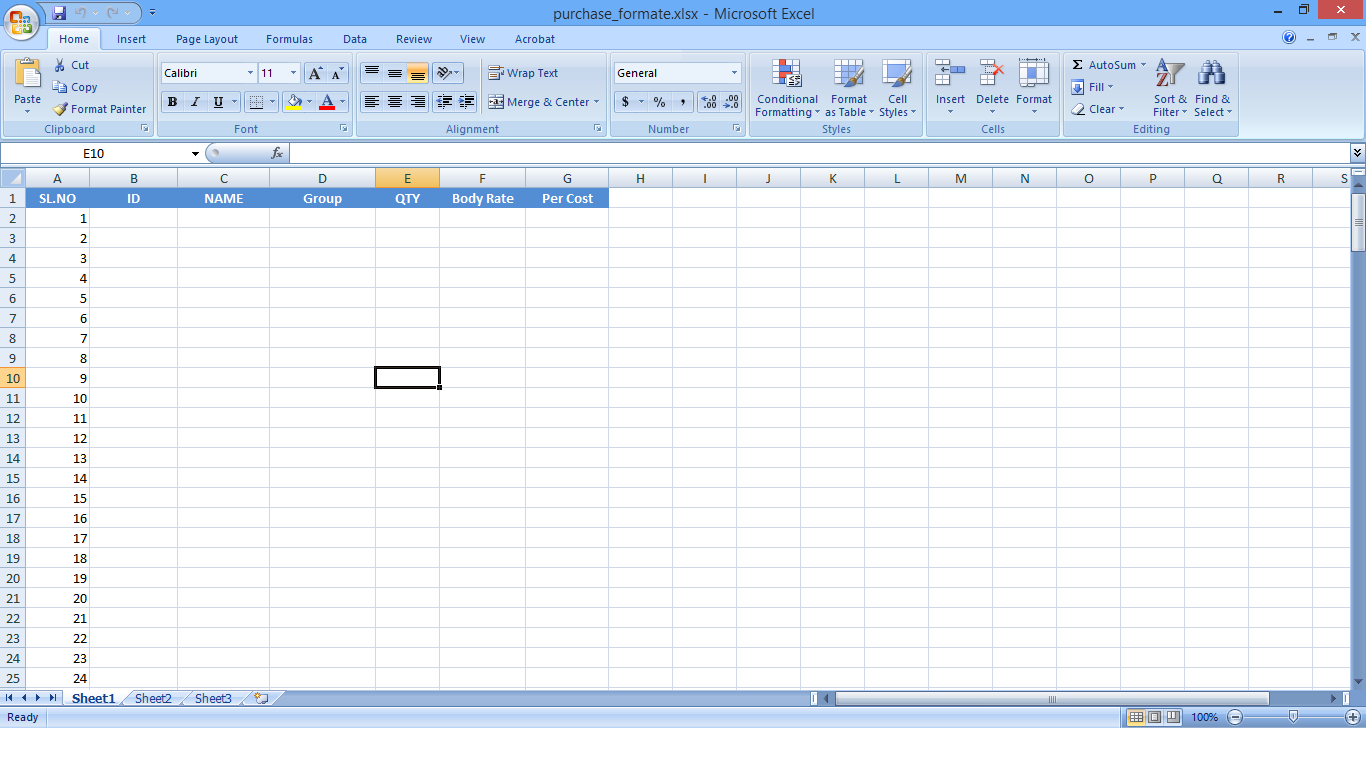 purchase_formate.xlsx - Microsoft Excel
Home Insert Page Layout Formulas Data Review View Acrobat
Paste
Cut
Copy
Format Painter
Clipboard
Calibri 11
B I U
Font
Wrap Text
Merge & Center
Alignment
General
$ % ,
Number
Conditional Formatting
Format as Table
Cell Styles
Styles
Insert Delete Format
Cells
Σ AutoSum
Fill
Clear
Sort & Filter
Find & Select
Editing
E10 fx
A B C D E F G H I J K L M N O P Q R S
1 SL.NO ID NAME Group QTY Body Rate Per Cost
2 1
3 2
4 3
5 4
6 5
7 6
8 7
9 8
10 9
11 10
12 11
13 12
14 13
15 14
16 15
17 16
18 17
19 18
20 19
21 20
22 21
23 22
24 23
25 24
Sheet1 Sheet2 Sheet3
Ready 100%